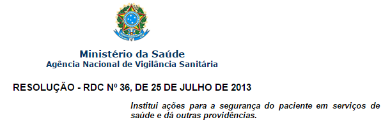 Ministério da Saúde
Agência Nacional de Vigilância Sanitária
RESOLUÇÃO - RDC Nº 36, DE 25 DE JULHO DE 2013
Institui ações para a segurança do paciente em serviços de
saúde e dá outras providências.